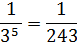 1/3⁵ = 1/243